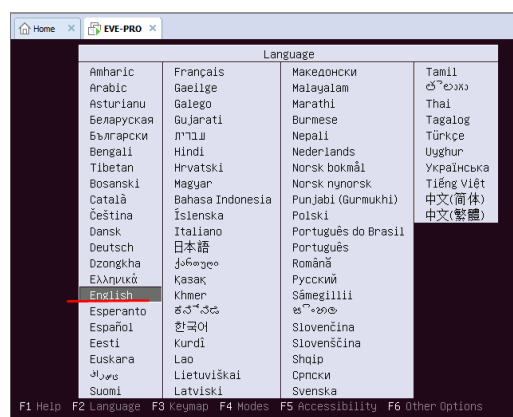 Home
EVE-PRO
Language
Amharic
Arabic
Asturianu
Беларуская
Български
Bengali
Tibetan
Bosanski
Català
Čeština
Dansk
Deutsch
Dzongkha
Ελληνικά
English
Esperanto
Español
Eesti
Euskara
Suomi
Français
Gaeilge
Galego
Gujarati
Hindi
Hrvatski
Magyar
Bahasa Indonesia
Íslenska
Italiano
日本語
ქართული
Қазақ
Khmer
한국어
Kurdî
Lao
Lietuviškai
Latviski
Македонски
Malayalam
Marathi
Burmese
Nepali
Nederlands
Norsk bokmål
Norsk nynorsk
Punjabi (Gurmukhi)
Polski
Português do Brasil
Português
Română
Русский
Sámegillii
Slovenčina
Slovenščina
Shqip
Српски
Svenska
Tamil
Thai
Tagalog
Türkçe
Uyghur
Українська
Tiếng Việt
中文(简体)
中文(繁體)
F1 Help F2 Language F3 Keymap F4 Modes F5 Accessibility F6 Other Options